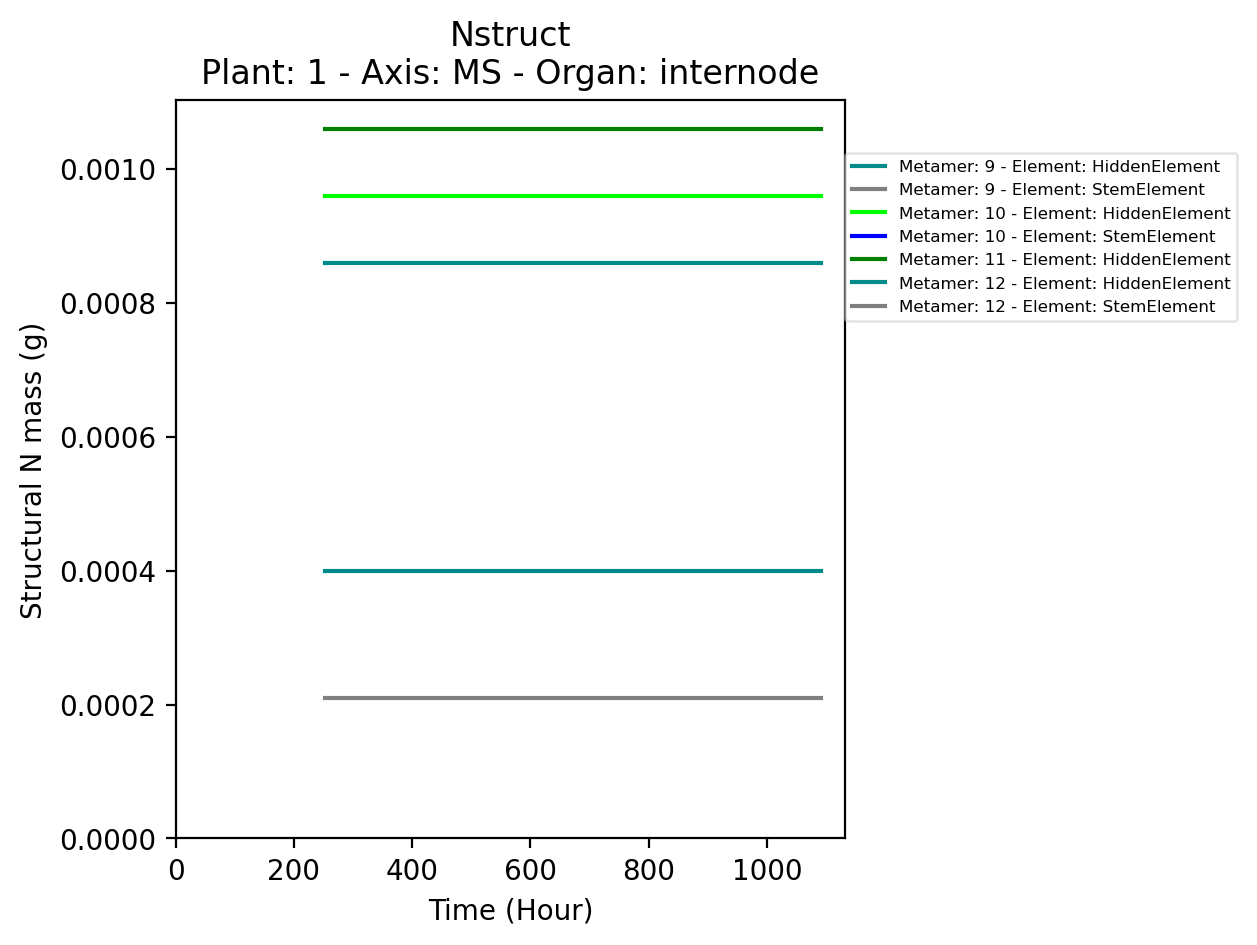 Nstruct
Plant: 1 - Axis: MS - Organ: internode
Structural N mass (g)
0.0010
0.0008
0.0006
0.0004
0.0002
0.0000
0 200 400 600 800 1000
Time (Hour)
Metamer: 9 - Element: HiddenElement
Metamer: 9 - Element: StemElement
Metamer: 10 - Element: HiddenElement
Metamer: 10 - Element: StemElement
Metamer: 11 - Element: HiddenElement
Metamer: 12 - Element: HiddenElement
Metamer: 12 - Element: StemElement